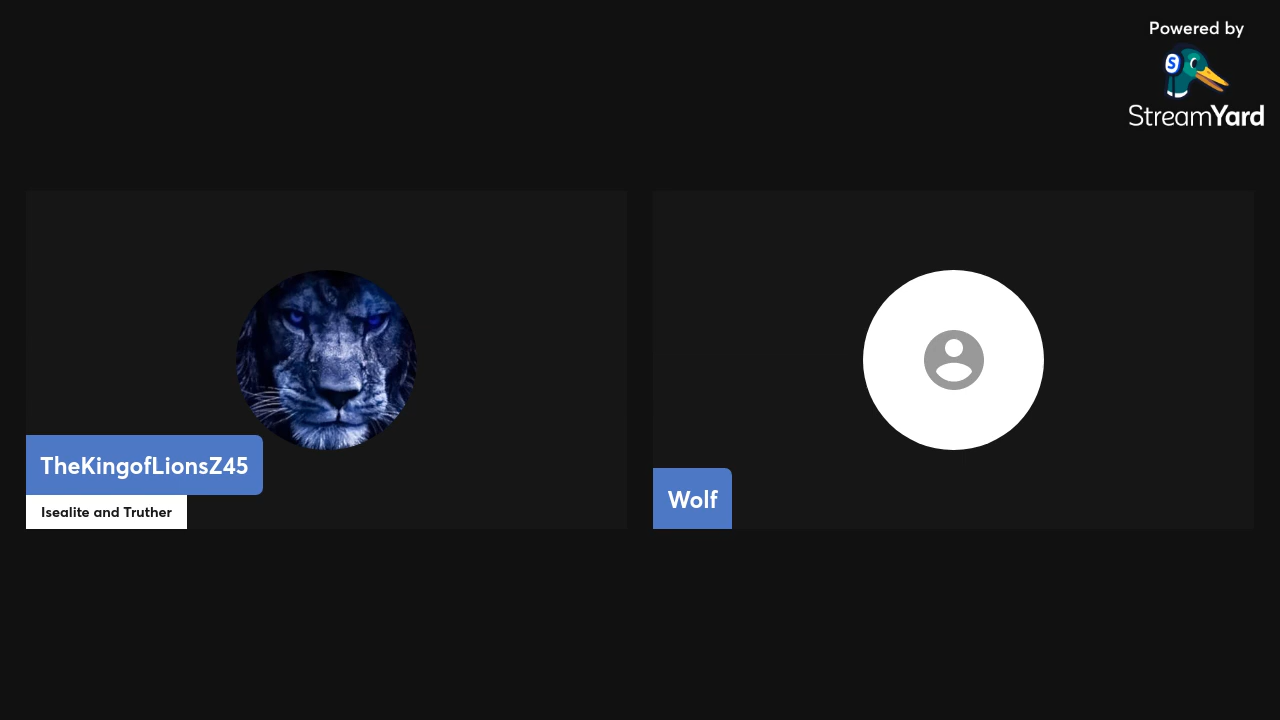 Powered by
S
StreamYard
TheKingofLionsZ45
Isealite and Truther
Wolf